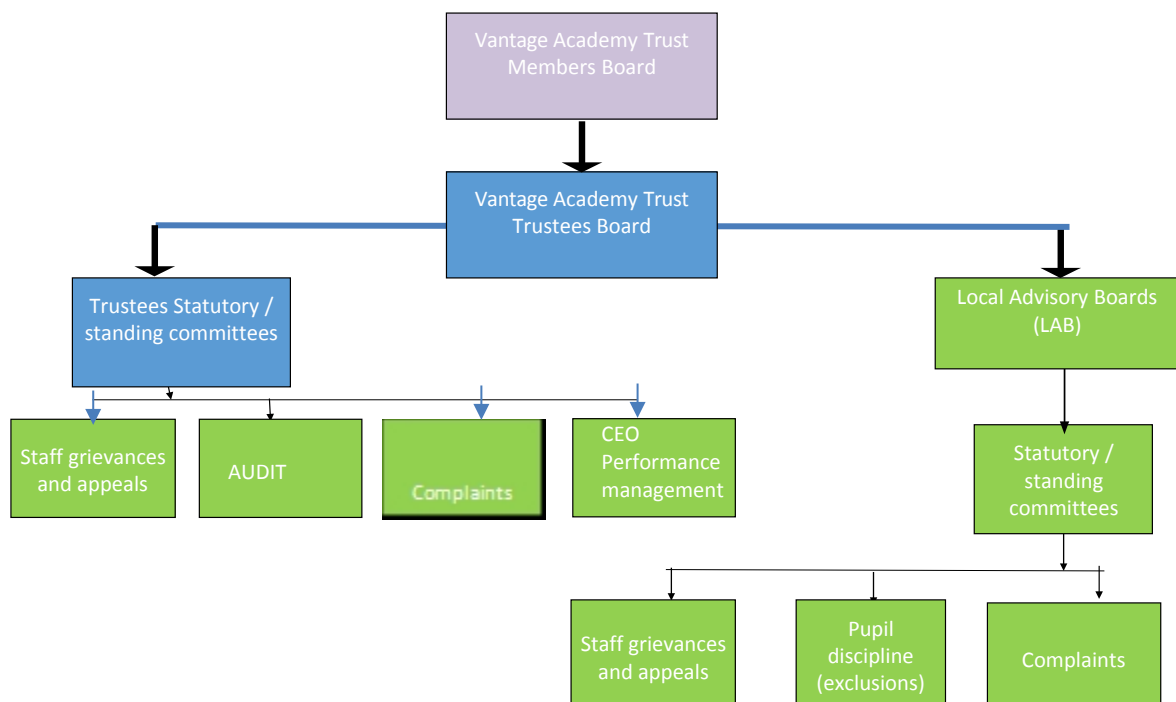 Vantage Academy Trust
Members Board
Vantage Academy Trust
Trustees Board
Trustees Statutory /
standing committees
Local Advisory Boards
(LAB)
Staff grievances
and appeals
AUDIT
Complaints
CEO
Performance
management
Statutory /
standing
committees
Staff grievances
and appeals
Pupil
discipline
(exclusions)
Complaints